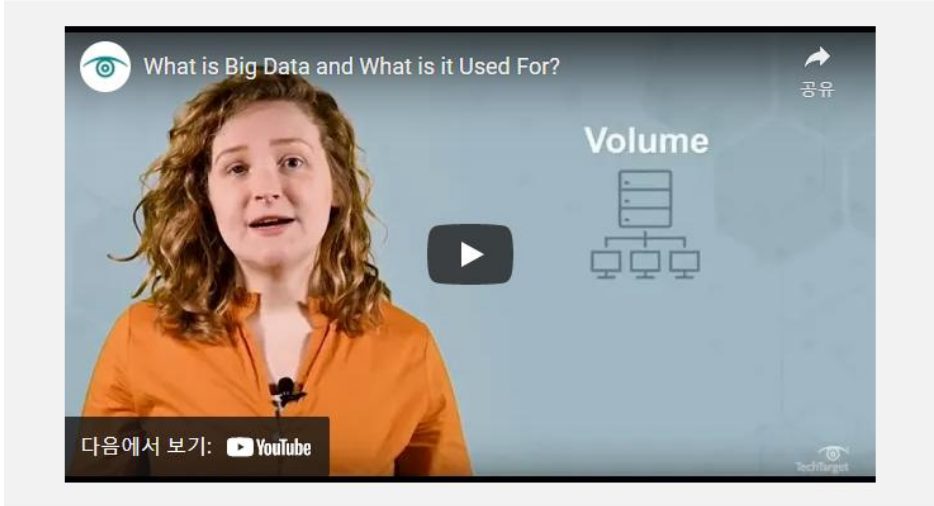 What is Big Data and What is it Used For?
공유
Volume
다음에서 보기: YouTube
TechTarget